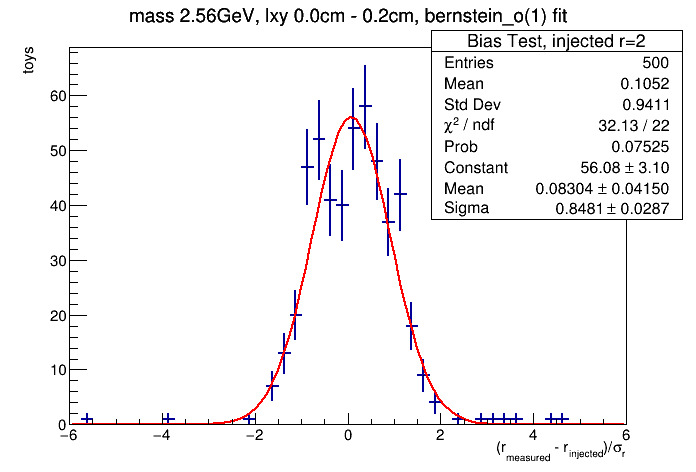 mass 2.56GeV, lxy 0.0cm - 0.2cm, bernstein_o(1) fit
Bias Test, injected r=2
Entries 500
Mean 0.1052
Std Dev 0.9411
χ² / ndf 32.13 / 22
Prob 0.07525
Constant 56.08 ± 3.10
Mean 0.08304 ± 0.04150
Sigma 0.8481 ± 0.0287
toys
60
50
40
30
20
10
0
−6 −4 −2 0 2 4 6
(r_measured - r_injected)/σ_r